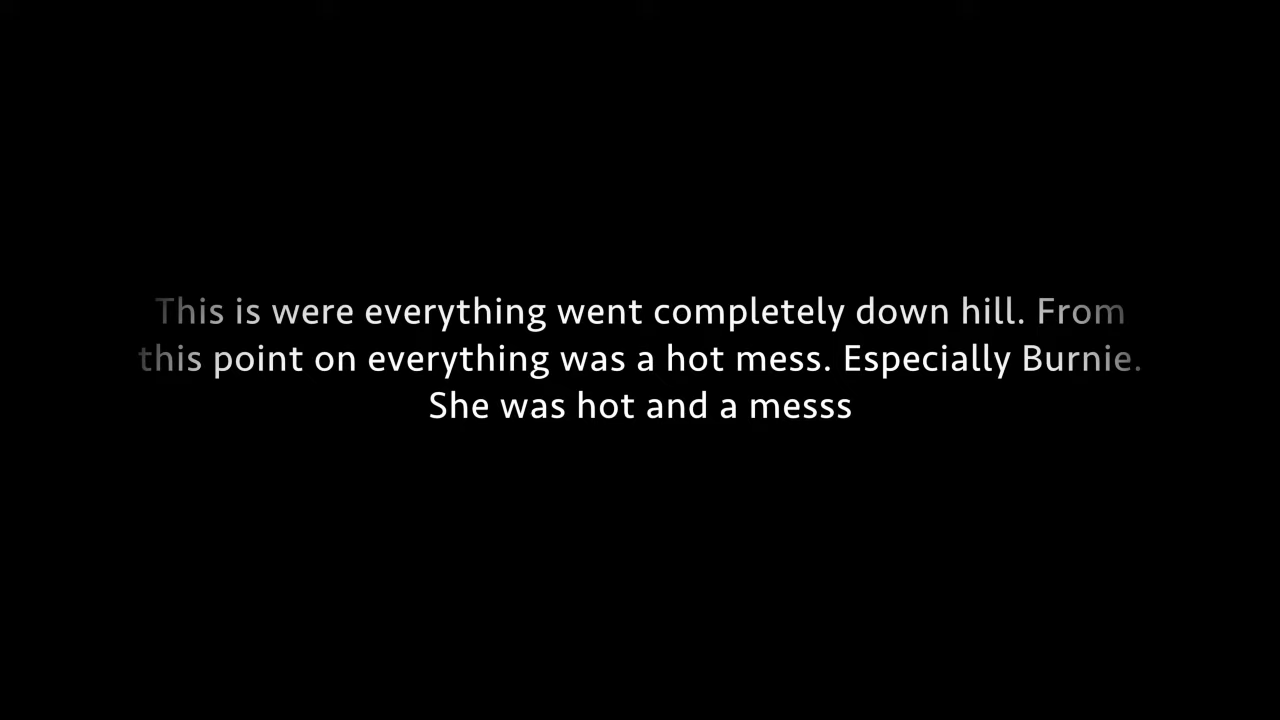 This is were everything went completely down hill. From
this point on everything was a hot mess. Especially Burnie.
She was hot and a messs